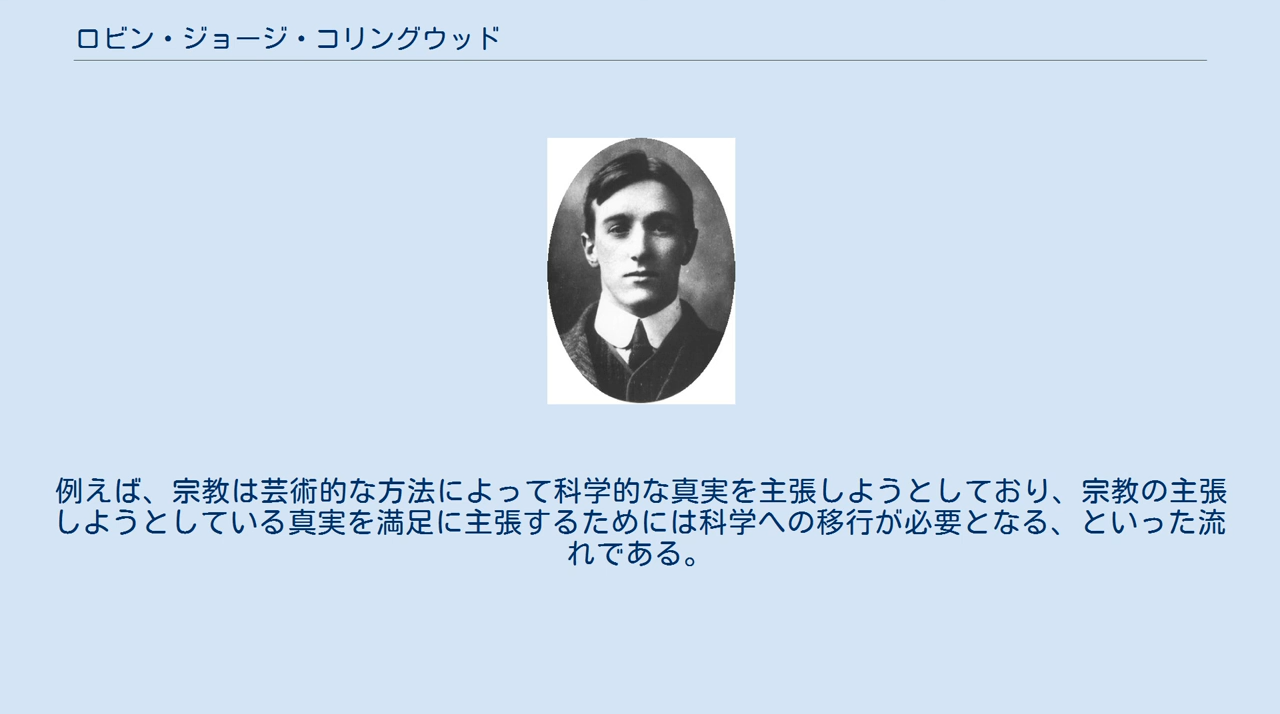 ロビン・ジョージ・コリングウッド
例えば、宗教は芸術的な方法によって科学的な真実を主張しようとしており、宗教の主張
しようとしている真実を満足に主張するためには科学への移行が必要となる、といった流
れである。